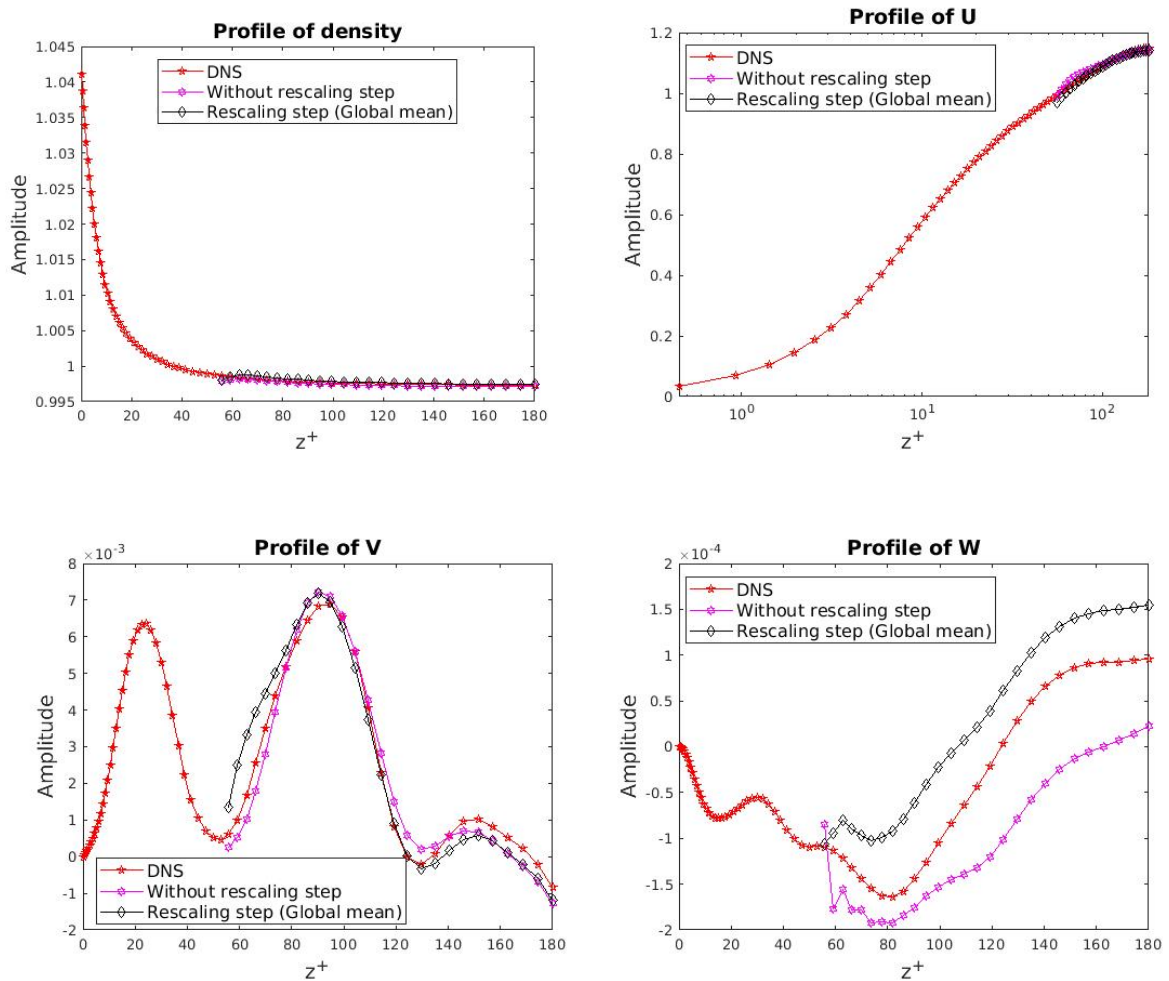 Profile of density
1.045
1.04
1.035
1.03
1.025
1.02
1.015
1.01
1.005
1
0.995
Amplitude
DNS
Without rescaling step
Rescaling step (Global mean)
0 20 40 60 80 100 120 140 160 180
z⁺
Profile of U
1.2
1
0.8
0.6
0.4
0.2
0
Amplitude
DNS
Without rescaling step
Rescaling step (Global mean)
10⁰ 10¹ 10²
z⁺
Profile of V
×10⁻³
8
7
6
5
4
3
2
1
0
-1
-2
Amplitude
DNS
Without rescaling step
Rescaling step (Global mean)
0 20 40 60 80 100 120 140 160 180
z⁺
Profile of W
×10⁻⁴
2
1.5
1
0.5
0
-0.5
-1
-1.5
-2
Amplitude
DNS
Without rescaling step
Rescaling step (Global mean)
0 20 40 60 80 100 120 140 160 180
z⁺